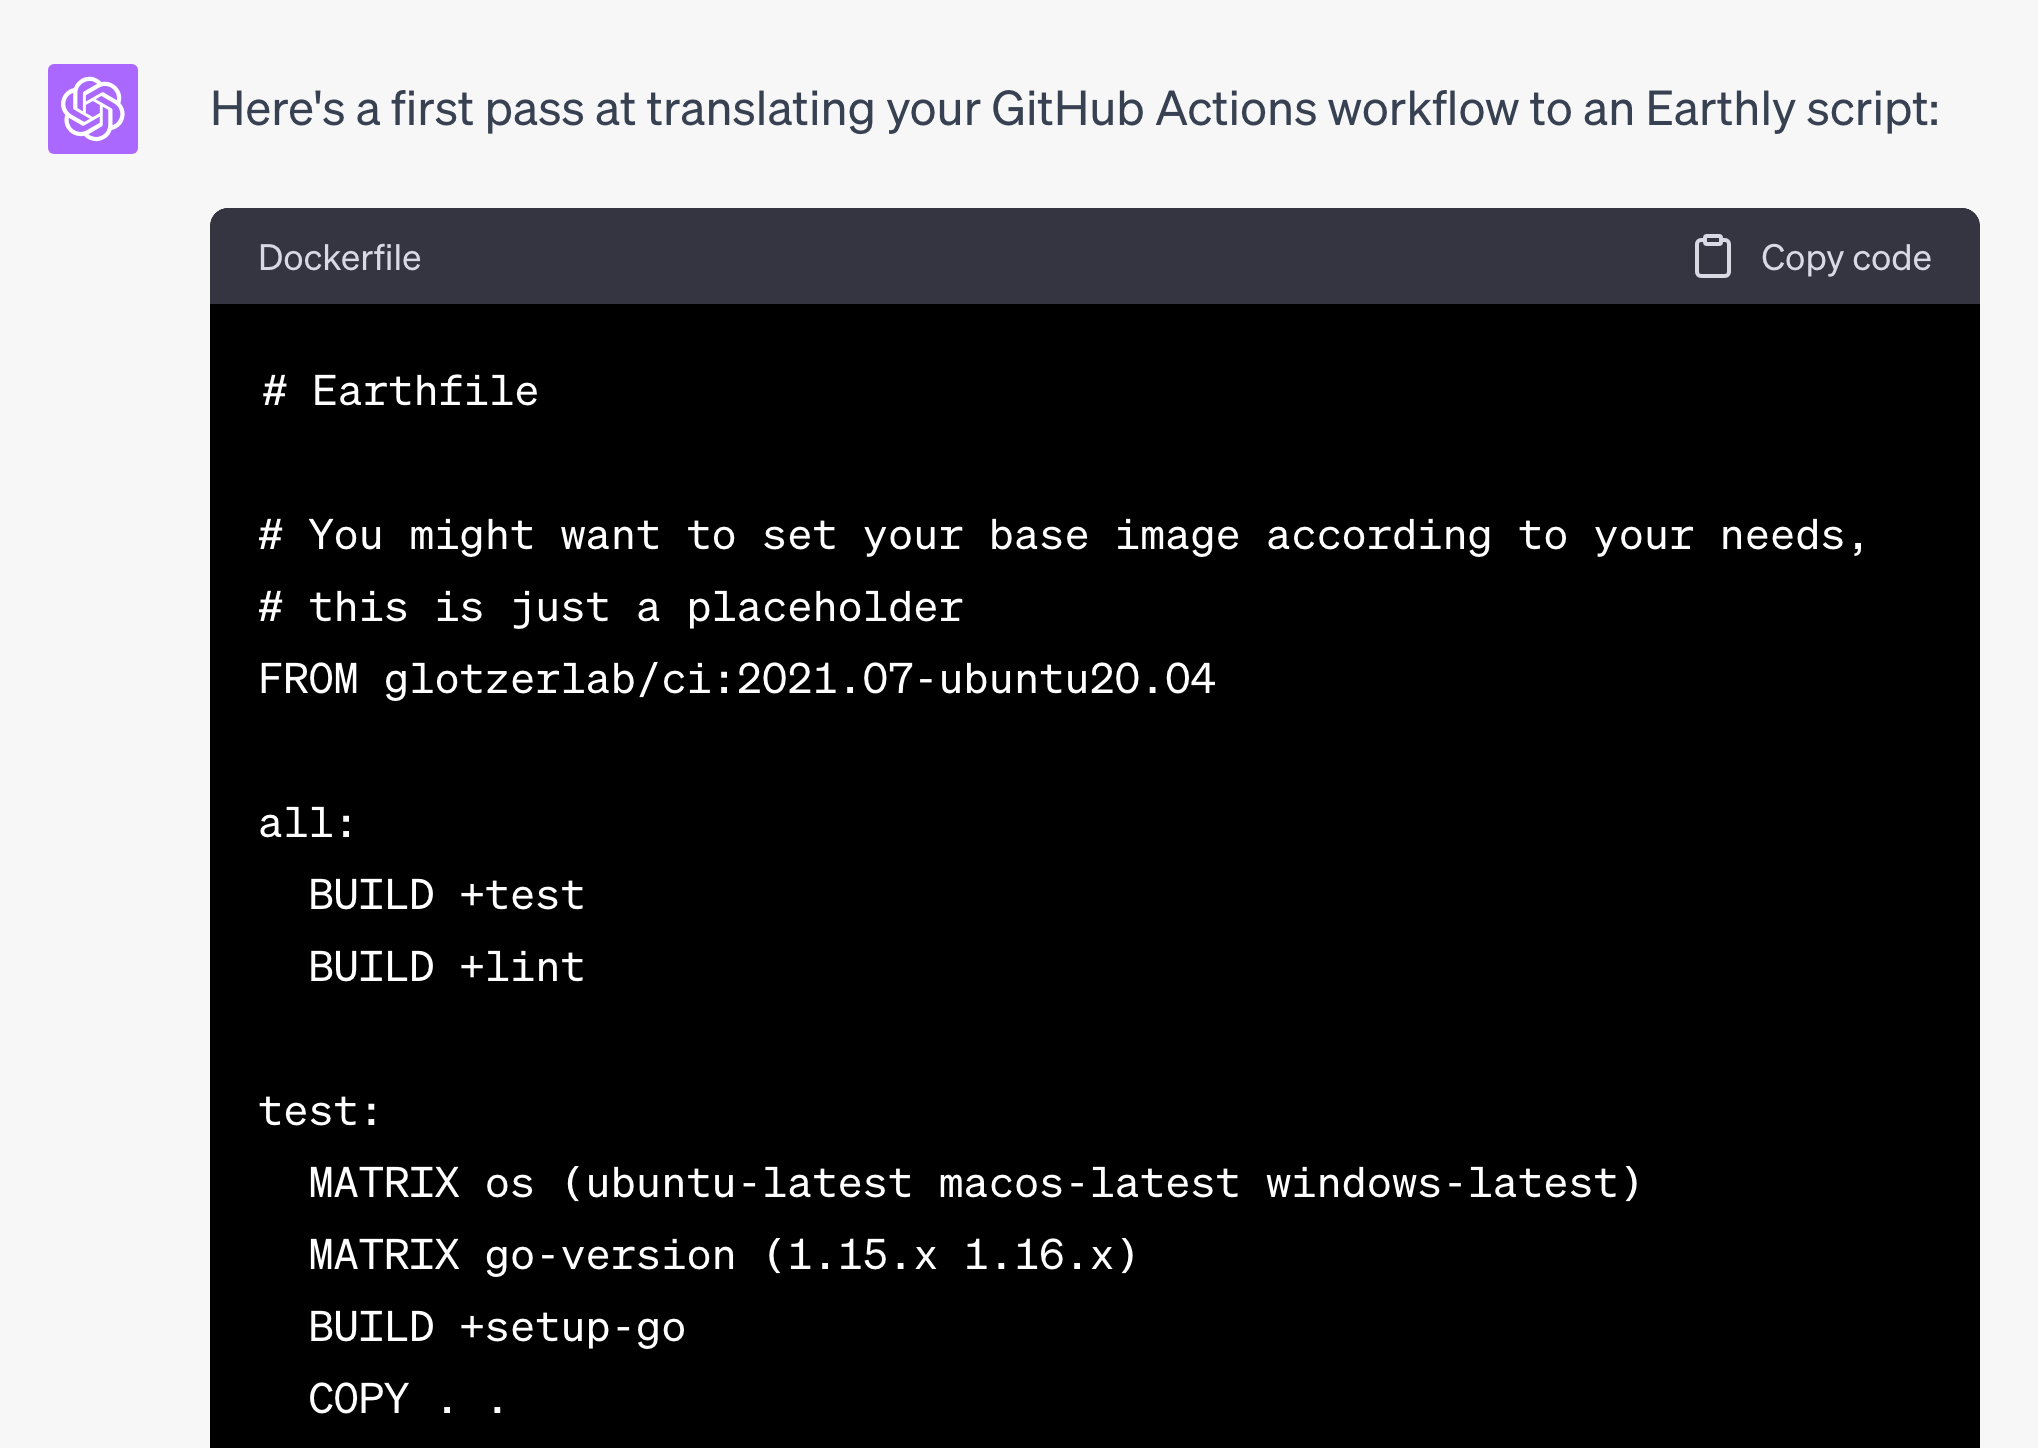 Here's a first pass at translating your GitHub Actions workflow to an Earthly script:
Dockerfile
Copy code
# Earthfile
# You might want to set your base image according to your needs,
# this is just a placeholder
FROM glotzerlab/ci:2021.07-ubuntu20.04
all:
  BUILD +test
  BUILD +lint
test:
  MATRIX os (ubuntu-latest macos-latest windows-latest)
  MATRIX go-version (1.15.x 1.16.x)
  BUILD +setup-go
  COPY . .